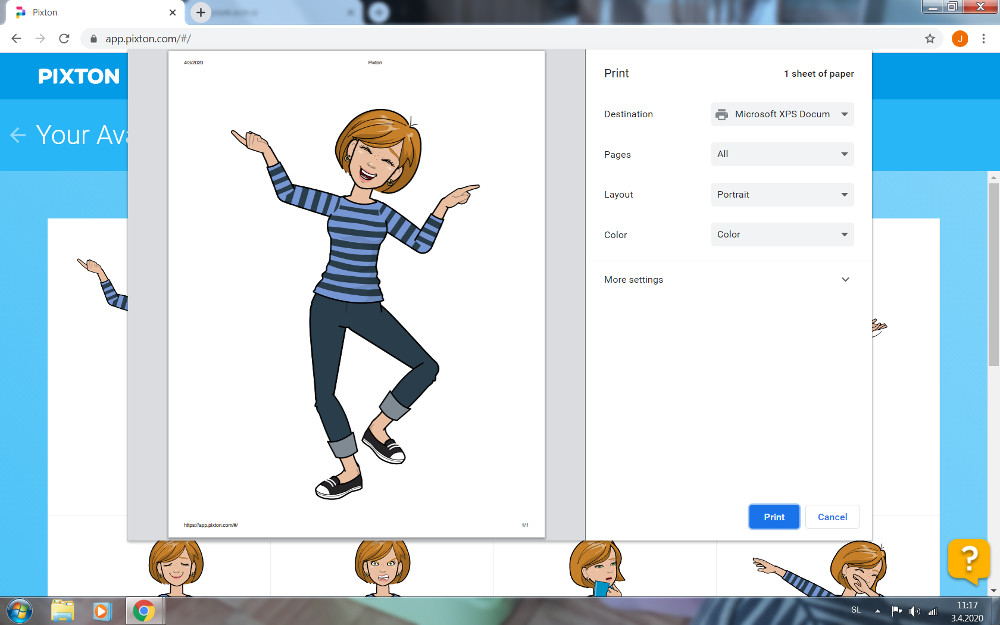 Pixton
app.pixton.com/#/
J
PIXTON
Your Ava
4/3/2020
Pixton
https://app.pixton.com/#/
1/1
Print
1 sheet of paper
Destination
Microsoft XPS Docum
Pages
All
Layout
Portrait
Color
Color
More settings
Print
Cancel
?
SL
11:17
3.4.2020